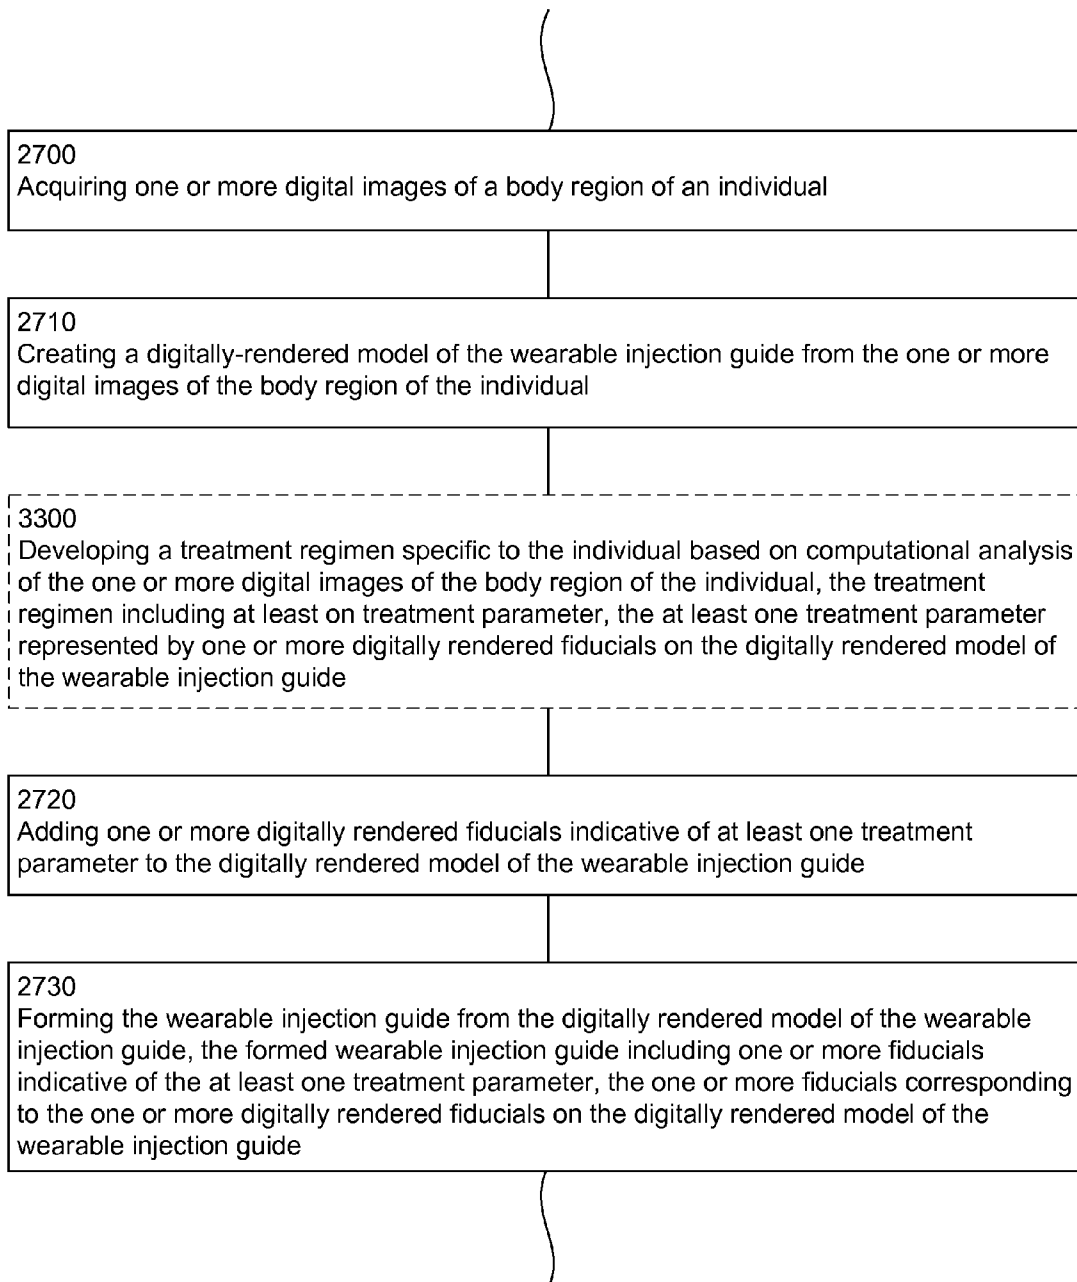 2700
Acquiring one or more digital images of a body region of an individual
2710
Creating a digitally-rendered model of the wearable injection guide from the one or more
digital images of the body region of the individual
3300
Developing a treatment regimen specific to the individual based on computational analysis
of the one or more digital images of the body region of the individual, the treatment
regimen including at least on treatment parameter, the at least one treatment parameter
represented by one or more digitally rendered fiducials on the digitally rendered model of
the wearable injection guide
2720
Adding one or more digitally rendered fiducials indicative of at least one treatment
parameter to the digitally rendered model of the wearable injection guide
2730
Forming the wearable injection guide from the digitally rendered model of the wearable
injection guide, the formed wearable injection guide including one or more fiducials
indicative of the at least one treatment parameter, the one or more fiducials corresponding
to the one or more digitally rendered fiducials on the digitally rendered model of the
wearable injection guide